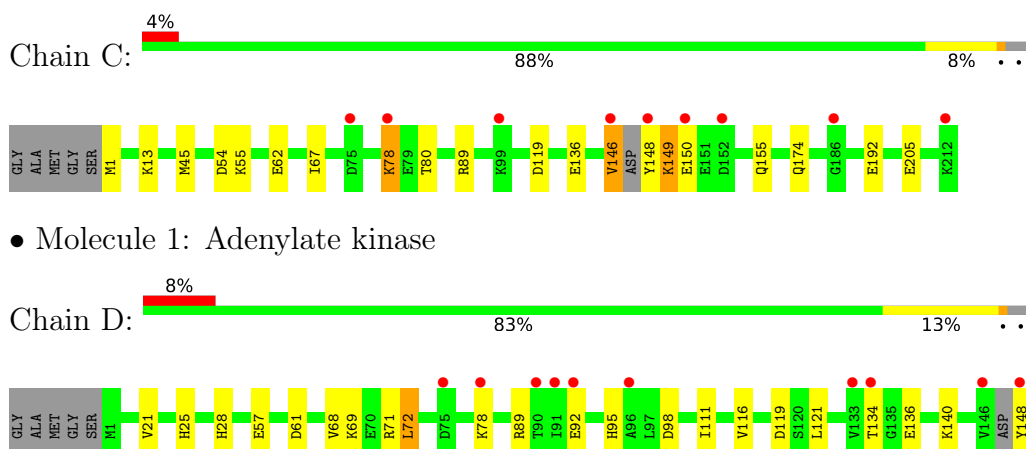 4%
Chain C:
88% 8% • •
GLY ALA MET GLY SER M1 K13 M45 D54 K55 E62 I67 D75 K78 E79 T80 R89 K99 D119 E136 V146 ASP Y148 K149 E150 E151 D152 Q155 Q174 G186 E192 E205 K212
• Molecule 1: Adenylate kinase
8%
Chain D:
83% 13% • •
GLY ALA MET GLY SER M1 V21 H25 H28 E57 D61 V68 K69 E70 R71 L72 D75 K78 R89 T90 I91 E92 H95 A96 L97 D98 I111 V116 D119 S120 L121 V133 T134 G135 E136 K140 V146 ASP Y148